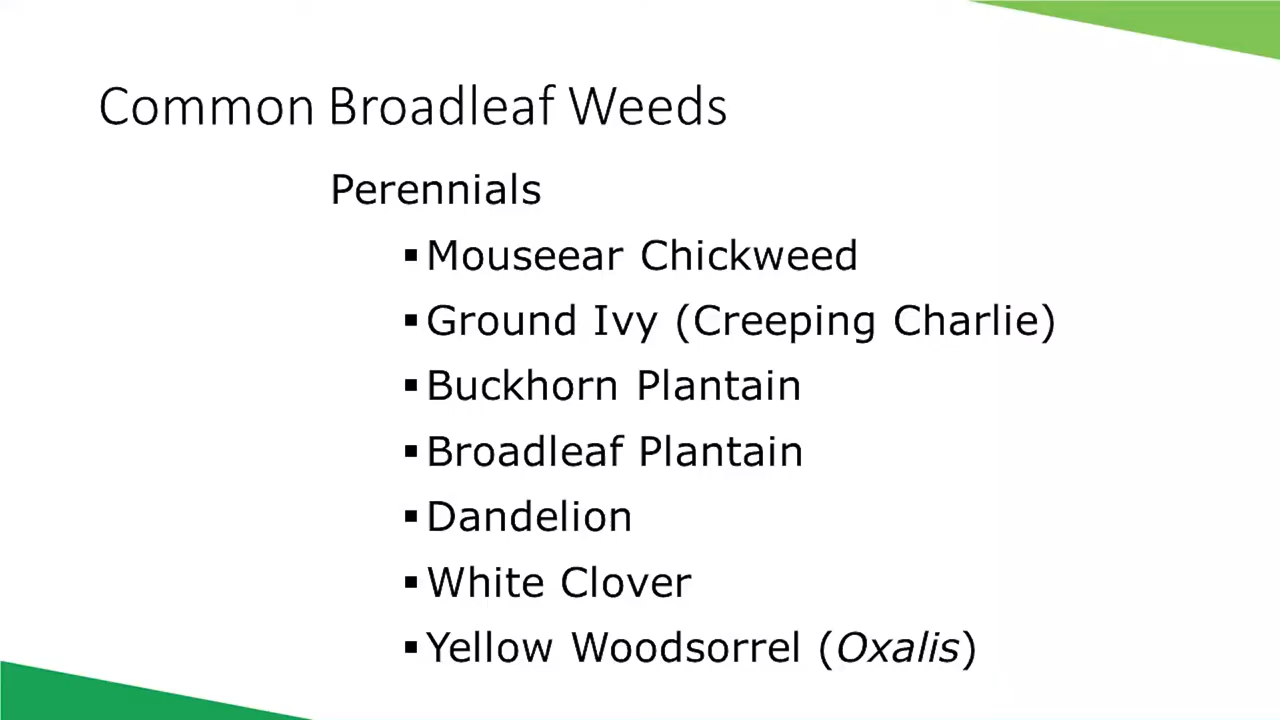 Common Broadleaf Weeds
Perennials
▪Mouseear Chickweed
▪Ground Ivy (Creeping Charlie)
▪Buckhorn Plantain
▪Broadleaf Plantain
▪Dandelion
▪White Clover
▪Yellow Woodsorrel (Oxalis)